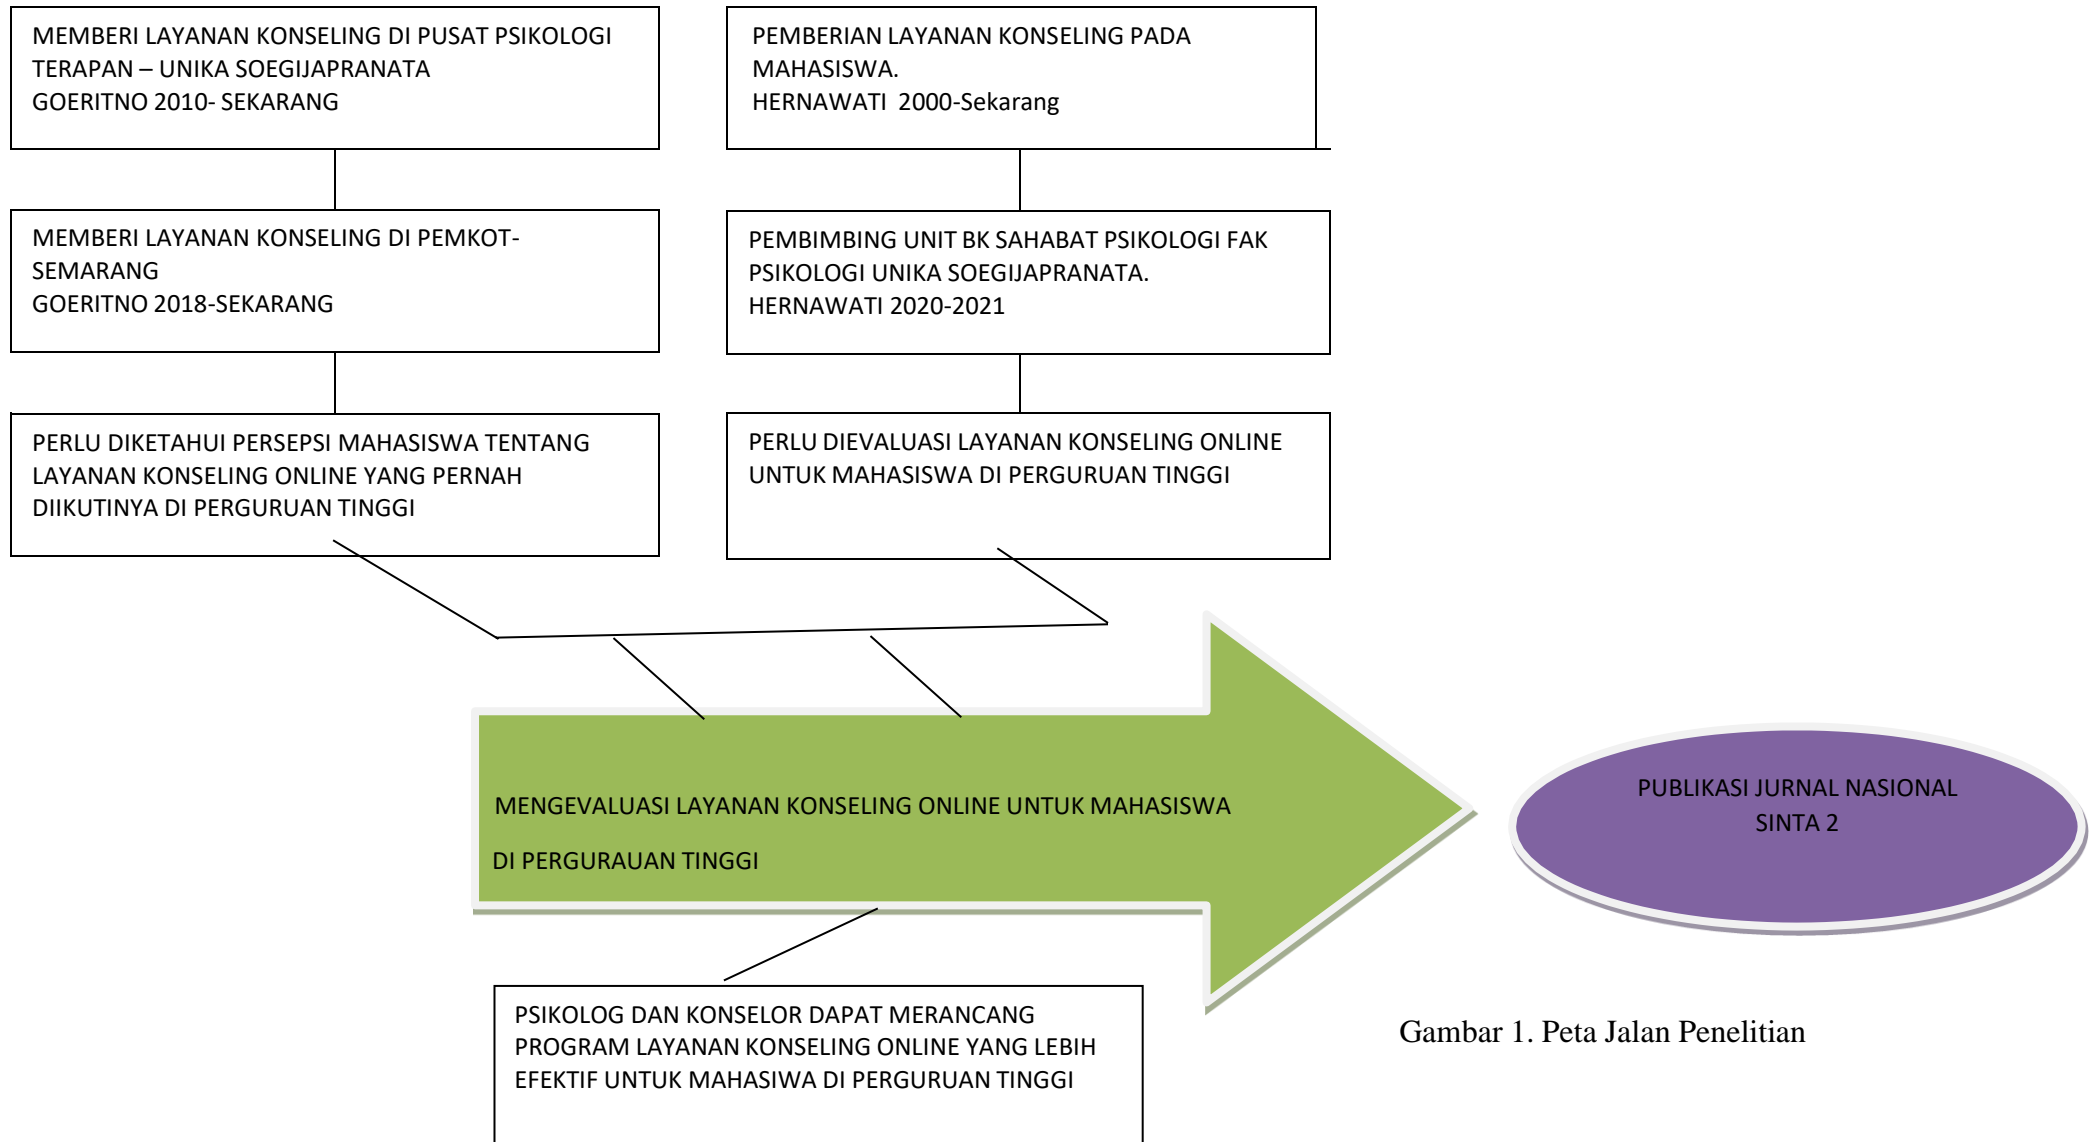 MEMBERI LAYANAN KONSELING DI PUSAT PSIKOLOGI
TERAPAN – UNIKA SOEGIJAPRANATA
GOERITNO 2010- SEKARANG
PEMBERIAN LAYANAN KONSELING PADA
MAHASISWA.
HERNAWATI 2000-Sekarang
MEMBERI LAYANAN KONSELING DI PEMKOT-
SEMARANG
GOERITNO 2018-SEKARANG
PEMBIMBING UNIT BK SAHABAT PSIKOLOGI FAK
PSIKOLOGI UNIKA SOEGIJAPRANATA.
HERNAWATI 2020-2021
PERLU DIKETAHUI PERSEPSI MAHASISWA TENTANG
LAYANAN KONSELING ONLINE YANG PERNAH
DIIKUTINYA DI PERGURUAN TINGGI
PERLU DIEVALUASI LAYANAN KONSELING ONLINE
UNTUK MAHASISWA DI PERGURUAN TINGGI
MENGEVALUASI LAYANAN KONSELING ONLINE UNTUK MAHASISWA
DI PERGURAUAN TINGGI
PUBLIKASI JURNAL NASIONAL
SINTA 2
PSIKOLOG DAN KONSELOR DAPAT MERANCANG
PROGRAM LAYANAN KONSELING ONLINE YANG LEBIH
EFEKTIF UNTUK MAHASIWA DI PERGURUAN TINGGI
Gambar 1. Peta Jalan Penelitian